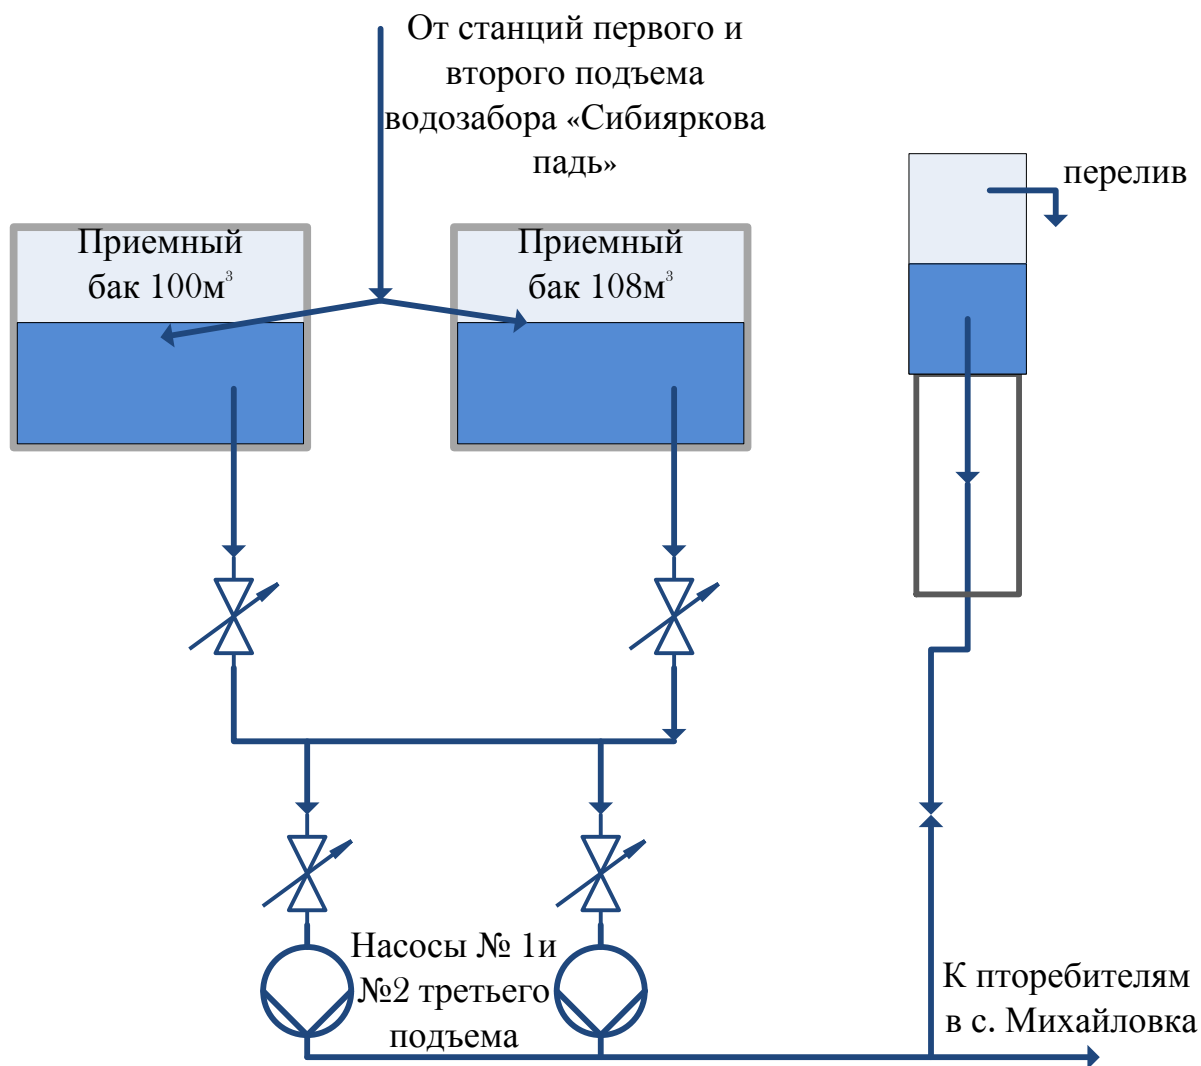 От станций первого и
второго подъема
водозабора «Сибияркова
падь»
перелив
Приемный
бак 100м³
Приемный
бак 108м³
Насосы № 1и
№2 третьего
подъема
К пторебителям
в с. Михайловка